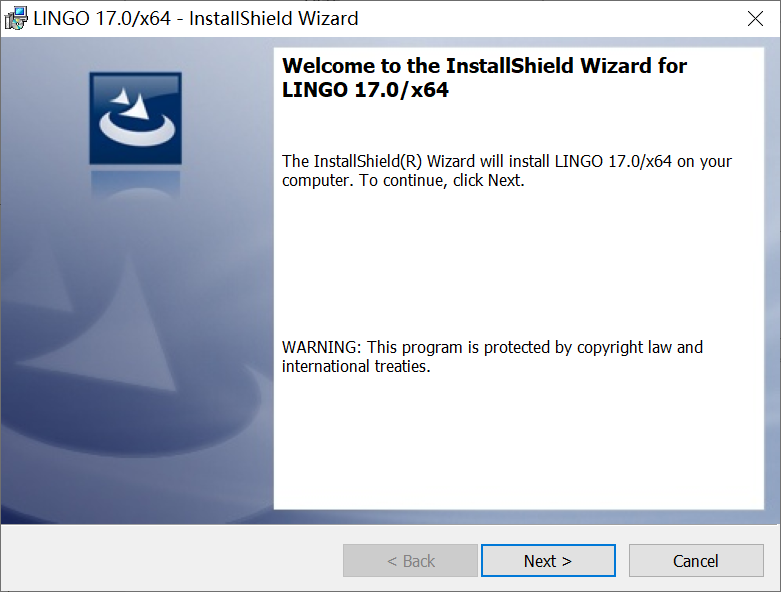 LINGO 17.0/x64 - InstallShield Wizard
Welcome to the InstallShield Wizard for
LINGO 17.0/x64
The InstallShield(R) Wizard will install LINGO 17.0/x64 on your
computer. To continue, click Next.
WARNING: This program is protected by copyright law and
international treaties.
< Back
Next >
Cancel